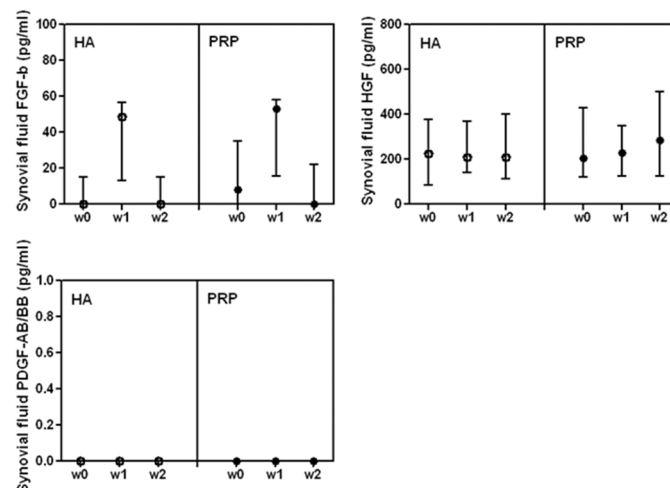 Synovial fluid FGF-b (pg/ml)
100
80
60
40
20
0
HA
PRP
w0 w1 w2 w0 w1 w2
Synovial fluid HGF (pg/ml)
800
600
400
200
0
HA
PRP
w0 w1 w2 w0 w1 w2
Synovial fluid PDGF-AB/BB (pg/ml)
1.0
0.8
0.6
0.4
0.2
0.0
HA
PRP
w0 w1 w2 w0 w1 w2